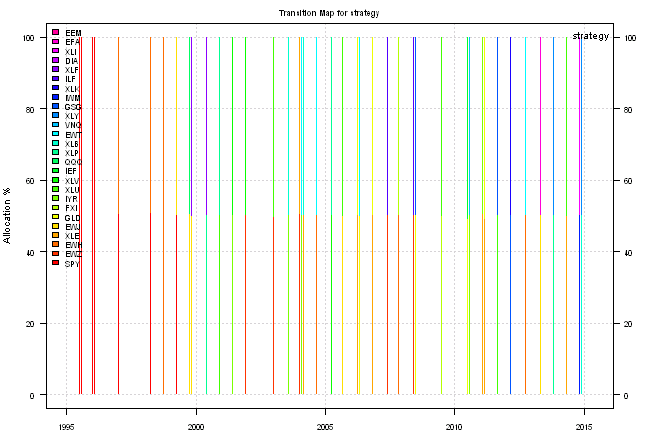 Transition Map for strategy
strategy
100
80
60
40
20
0
Allocation %
EEM
EFA
XLI
DIA
XLF
ILF
XLK
IWM
GSG
XLY
VNQ
EWT
XLB
XLP
QQQ
IEF
XLV
XLU
IYR
FXI
GLD
EWJ
XLE
EWH
EWZ
SPY
100
80
60
40
20
0
1995
2000
2005
2010
2015